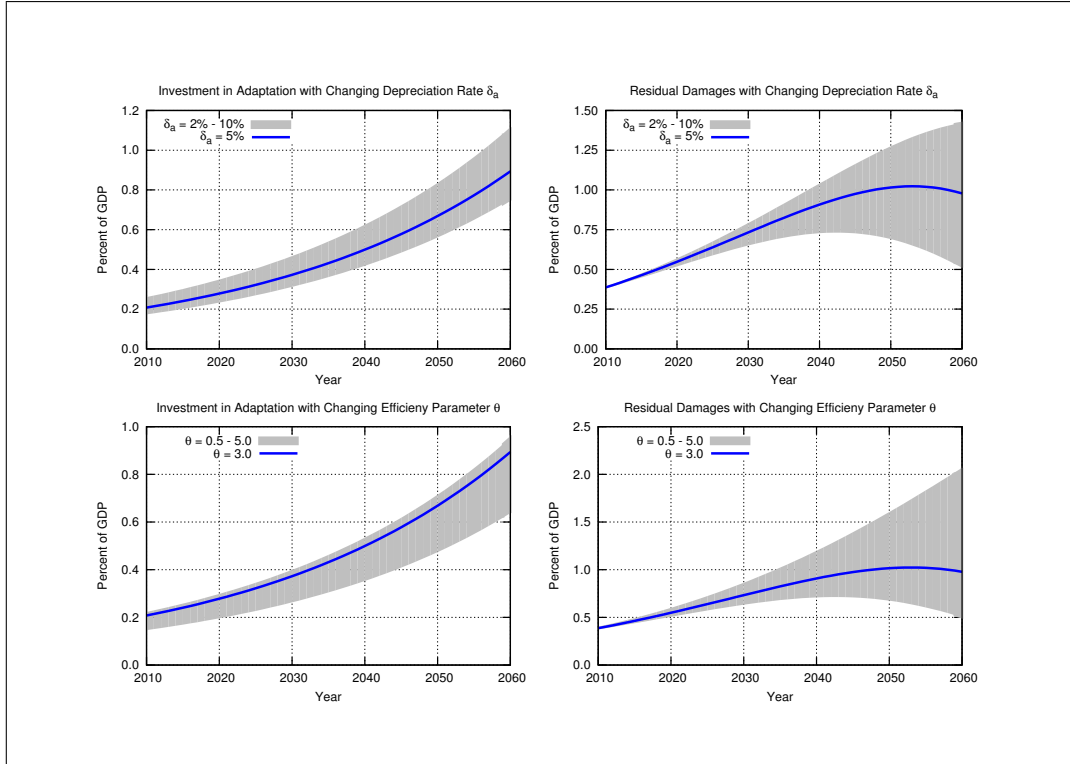 Investment in Adaptation with Changing Depreciation Rate δa
1.2
1.0
0.8
0.6
0.4
0.2
0.0
Percent of GDP
δa = 2% - 10%
δa = 5%
2010 2020 2030 2040 2050 2060
Year
Residual Damages with Changing Depreciation Rate δa
1.50
1.25
1.00
0.75
0.50
0.25
0.00
Percent of GDP
δa = 2% - 10%
δa = 5%
2010 2020 2030 2040 2050 2060
Year
Investment in Adaptation with Changing Efficieny Parameter θ
1.0
0.8
0.6
0.4
0.2
0.0
Percent of GDP
θ = 0.5 - 5.0
θ = 3.0
2010 2020 2030 2040 2050 2060
Year
Residual Damages with Changing Efficieny Parameter θ
2.5
2.0
1.5
1.0
0.5
0.0
Percent of GDP
θ = 0.5 - 5.0
θ = 3.0
2010 2020 2030 2040 2050 2060
Year